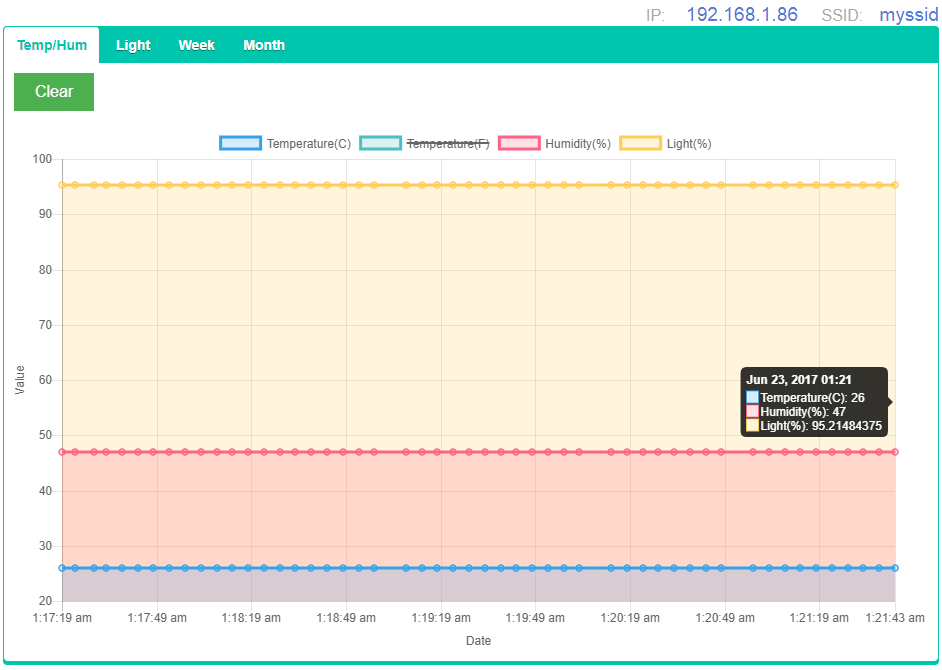 IP: 192.168.1.86 SSID: myssid
Temp/Hum Light Week Month
Clear
Temperature(C) Temperature(F) Humidity(%) Light(%)
100
90
80
70
60
50
40
30
20
Value
Jun 23, 2017 01:21
Temperature(C): 26
Humidity(%): 47
Light(%): 95.21484375
1:17:19 am 1:17:49 am 1:18:19 am 1:18:49 am 1:19:19 am 1:19:49 am 1:20:19 am 1:20:49 am 1:21:19 am 1:21:43 am
Date